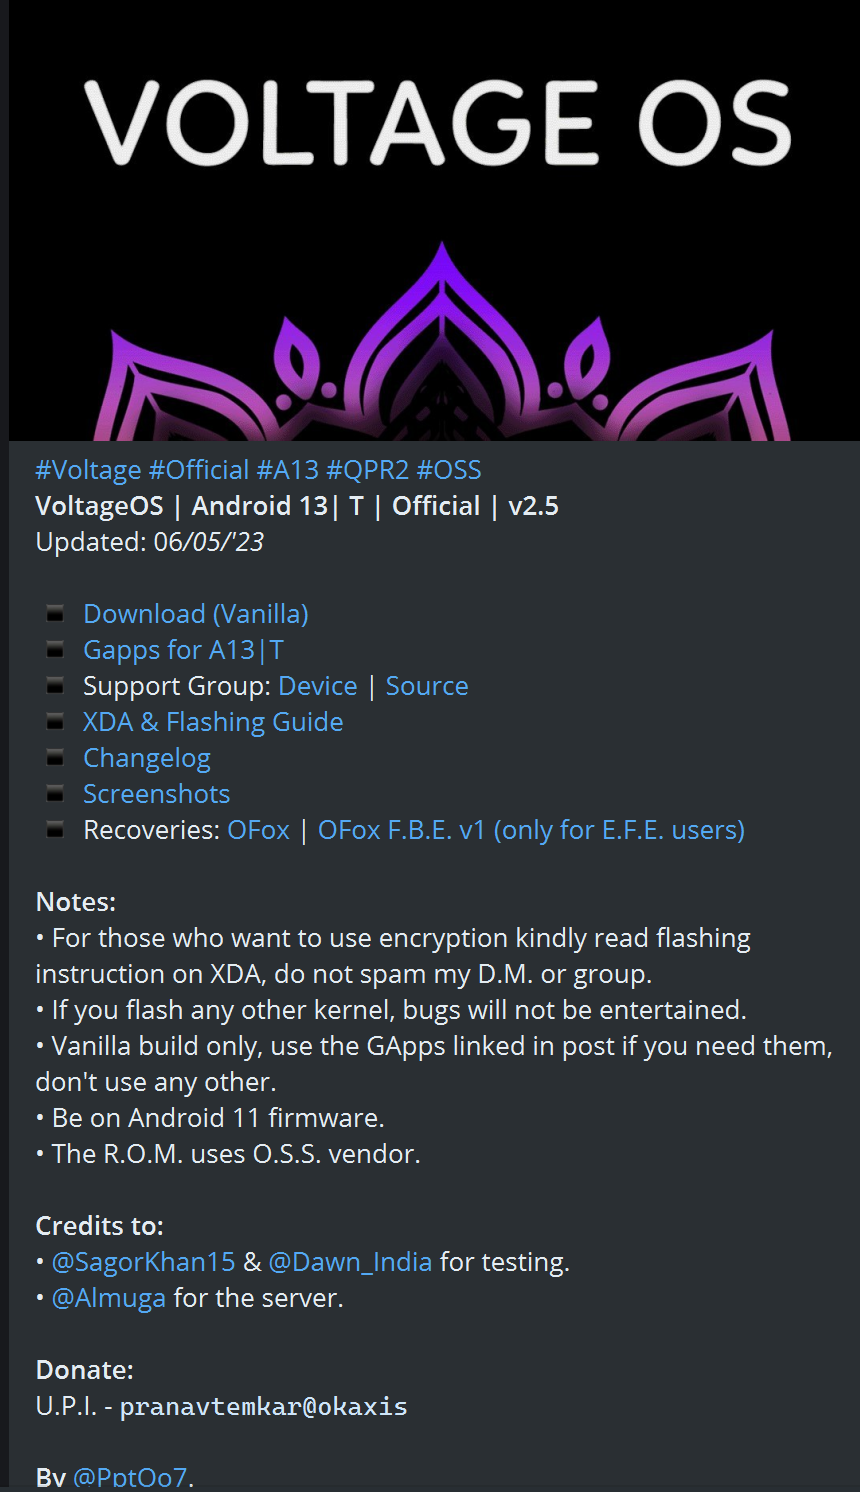 VOLTAGE OS
#Voltage #Official #A13 #QPR2 #OSS
VoltageOS | Android 13| T | Official | v2.5
Updated: 06/05/'23
Download (Vanilla)
Gapps for A13|T
Support Group: Device | Source
XDA & Flashing Guide
Changelog
Screenshots
Recoveries: OFox | OFox F.B.E. v1 (only for E.F.E. users)
Notes:
• For those who want to use encryption kindly read flashing
instruction on XDA, do not spam my D.M. or group.
• If you flash any other kernel, bugs will not be entertained.
• Vanilla build only, use the GApps linked in post if you need them,
don't use any other.
• Be on Android 11 firmware.
• The R.O.M. uses O.S.S. vendor.
Credits to:
• @SagorKhan15 & @Dawn_India for testing.
• @Almuga for the server.
Donate:
U.P.I. - pranavtemkar@okaxis
By @PptOo7.